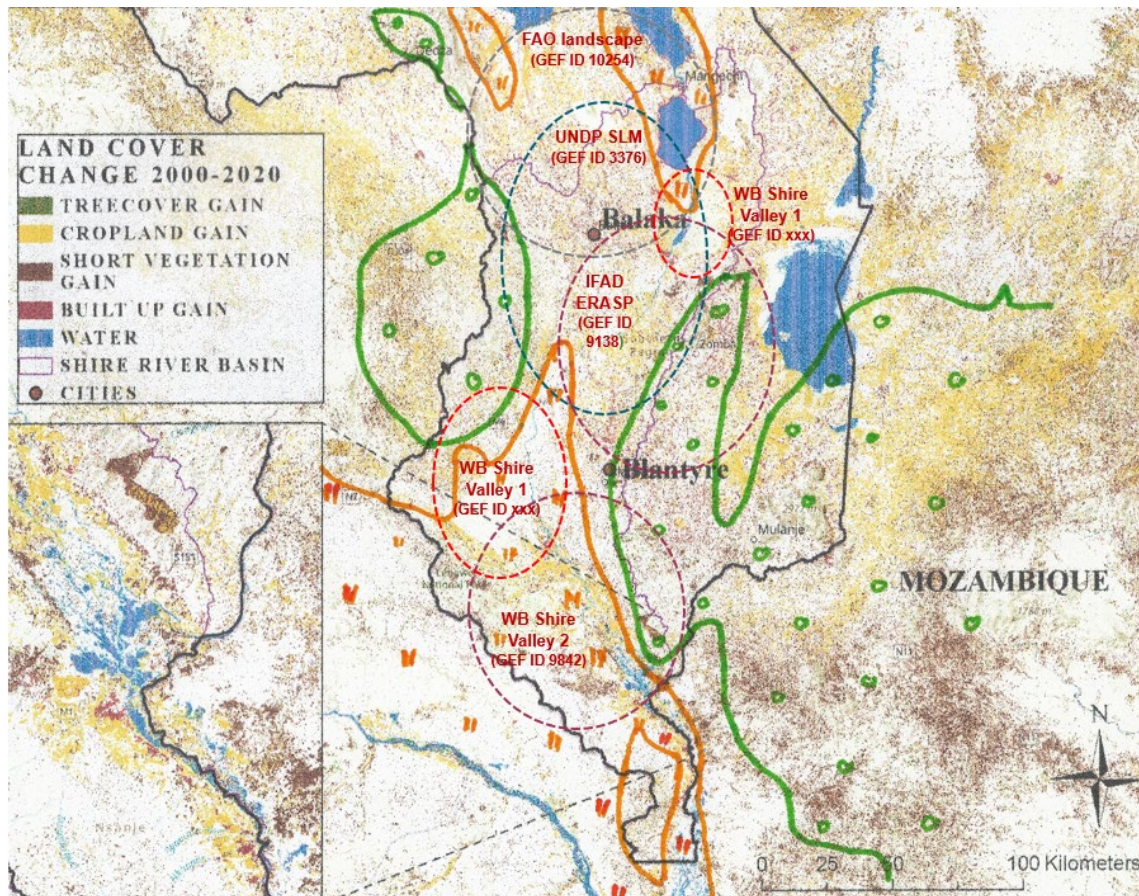 FAO landscape
(GEF ID 10254)
Dedza
Mangochi
UNDP SLM
(GEF ID 3376)
LAND COVER
CHANGE 2000-2020
TREECOVER GAIN
CROPLAND GAIN
SHORT VEGETATION
GAIN
BUILT UP GAIN
WATER
SHIRE RIVER BASIN
CITIES
WB Shire
Valley 1
(GEF ID xxx)
Balaka
IFAD
ERASP
(GEF ID
9138)
Zomba
WB Shire
Valley 1
(GEF ID xxx)
Blantyre
Mulanje
MOZAMBIQUE
WB Shire
Valley 2
(GEF ID 9842)
Nsanje
N
0 25 50 100 Kilometers